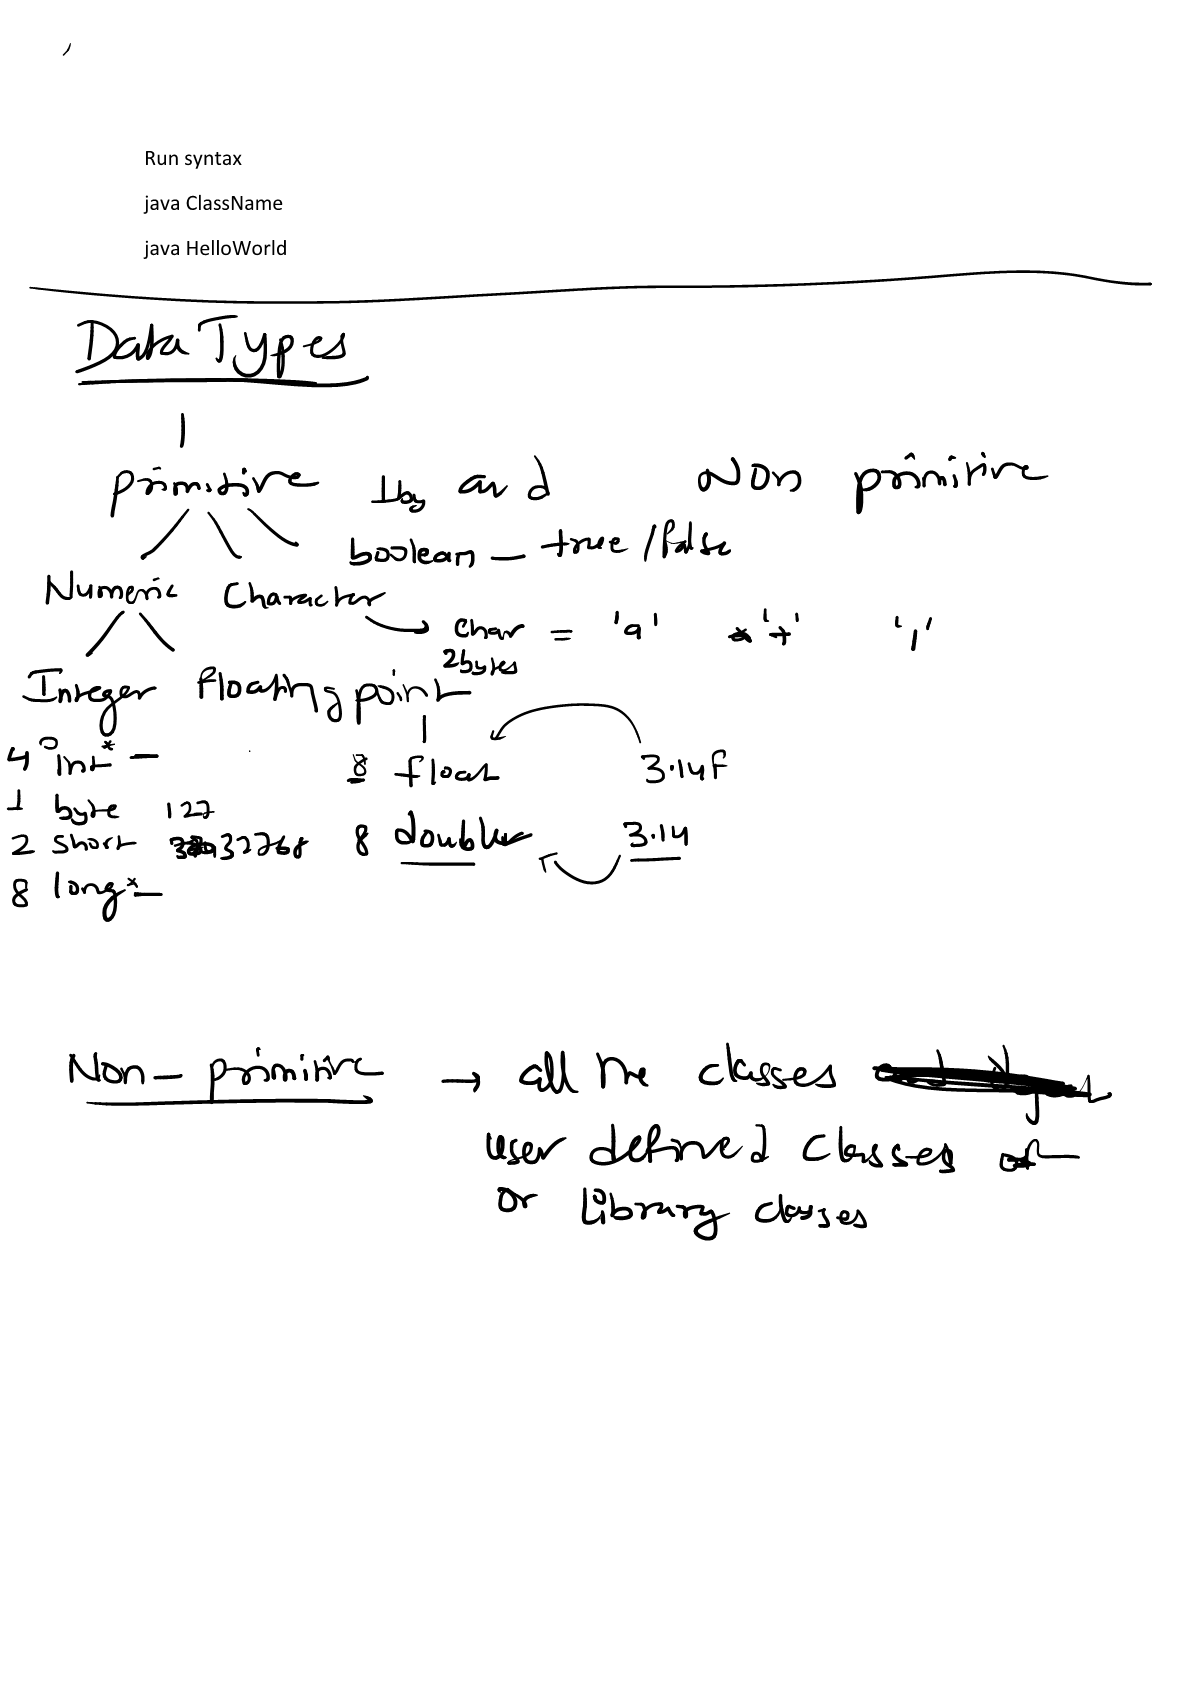 Run syntax
java ClassName
java HelloWorld
Data Types
primitive 1by and Non primitive
boolean - true/false
Numeric Character
char = 'a' '+' '1'
2bytes
Integer floating point
4 int* - 8 float 3.14f
1 byte 127
2 short 32768 8 double 3.14
8 long* -
Non - primitive → all the classes
user defined classes
or library classes